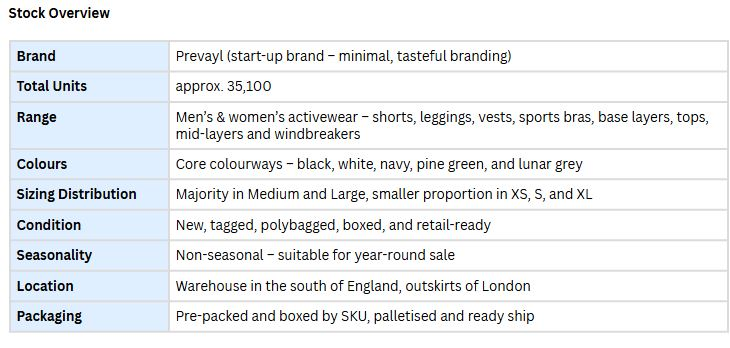 Stock Overview
Brand
Prevayl (start-up brand – minimal, tasteful branding)
Total Units
approx. 35,100
Range
Men's & women's activewear – shorts, leggings, vests, sports bras, base layers, tops,
mid-layers and windbreakers
Colours
Core colourways – black, white, navy, pine green, and lunar grey
Sizing Distribution
Majority in Medium and Large, smaller proportion in XS, S, and XL
Condition
New, tagged, polybagged, boxed, and retail-ready
Seasonality
Non-seasonal – suitable for year-round sale
Location
Warehouse in the south of England, outskirts of London
Packaging
Pre-packed and boxed by SKU, palletised and ready ship